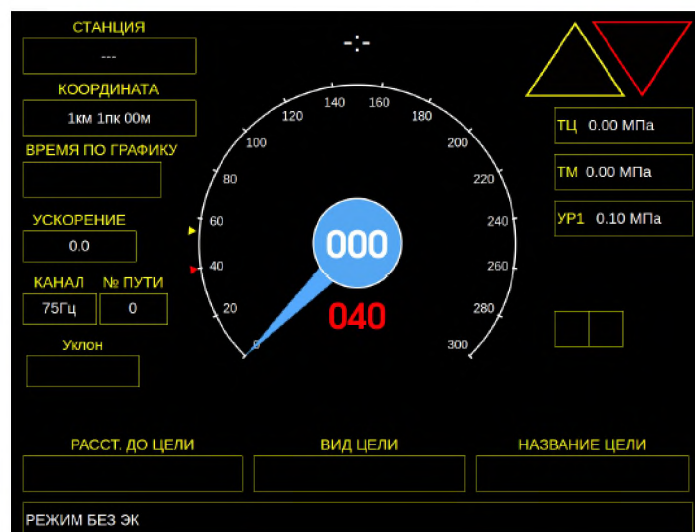 СТАНЦИЯ
---
-:-
КООРДИНАТА
1км 1пк 00м
ВРЕМЯ ПО ГРАФИКУ
УСКОРЕНИЕ
0.0
КАНАЛ № ПУТИ
75Гц 0
Уклон
0
20
40
60
80
100
120
140
160
180
200
220
240
260
280
300
000
040
ТЦ 0.00 МПа
ТМ 0.00 МПа
УР1 0.10 МПа
РАССТ. ДО ЦЕЛИ ВИД ЦЕЛИ НАЗВАНИЕ ЦЕЛИ
РЕЖИМ БЕЗ ЭК